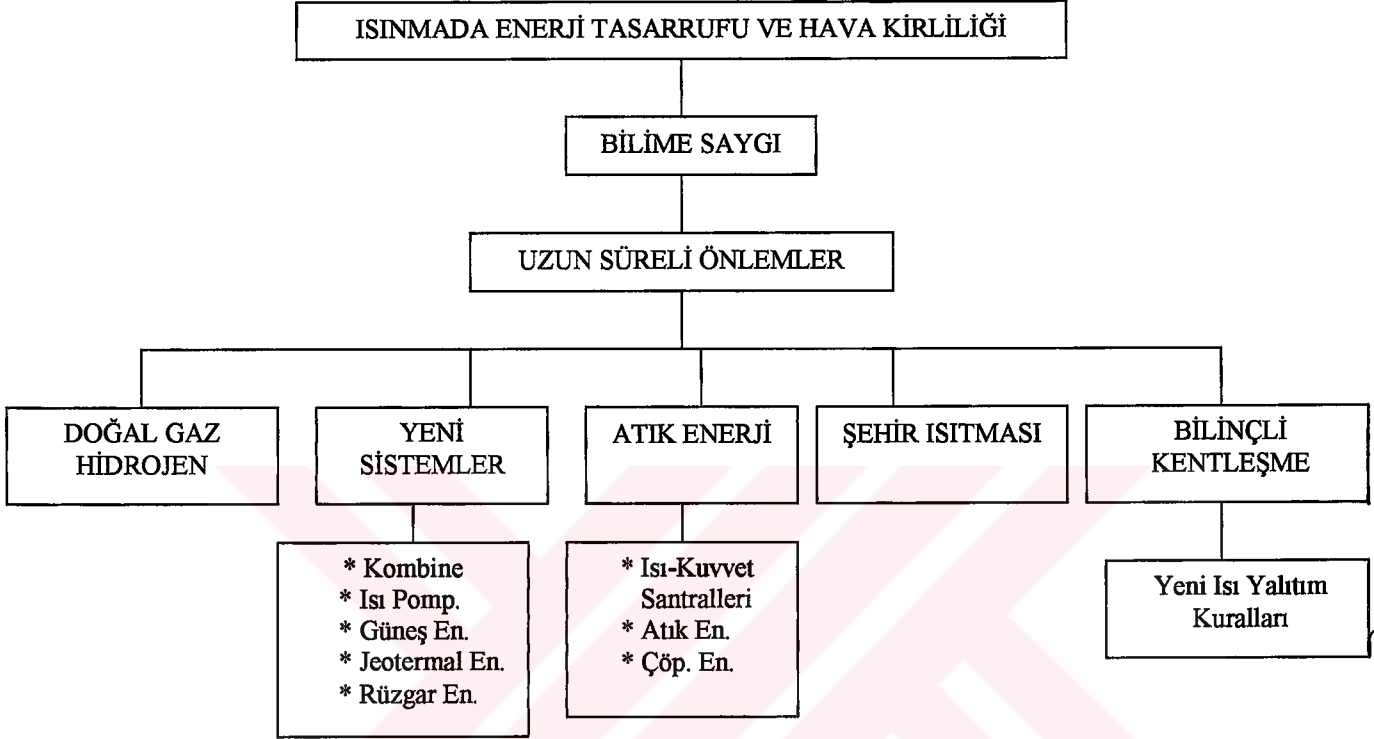 ISINMADA ENERJİ TASARRUFU VE HAVA KİRLİLİĞİ
BİLİME SAYGI
UZUN SÜRELİ ÖNLEMLER
DOĞAL GAZ
HİDROJEN
YENİ
SİSTEMLER
ATIK ENERJİ
ŞEHİR ISITMASI
BİLİNÇLİ
KENTLEŞME
* Kombine
* Isı Pomp.
* Güneş En.
* Jeotermal En.
* Rüzgar En.
* Isı-Kuvvet
Santralleri
* Atık En.
* Çöp. En.
Yeni Isı Yalıtım
Kuralları